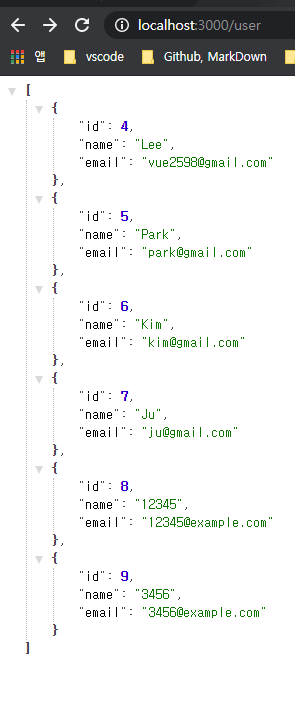 localhost:3000/user
앱 vscode Github, MarkDown
[
{
"id": 4,
"name": "Lee",
"email": "vue2598@gmail.com"
},
{
"id": 5,
"name": "Park",
"email": "park@gmail.com"
},
{
"id": 6,
"name": "Kim",
"email": "kim@gmail.com"
},
{
"id": 7,
"name": "Ju",
"email": "ju@gmail.com"
},
{
"id": 8,
"name": "12345",
"email": "12345@example.com"
},
{
"id": 9,
"name": "3456",
"email": "3456@example.com"
}
]